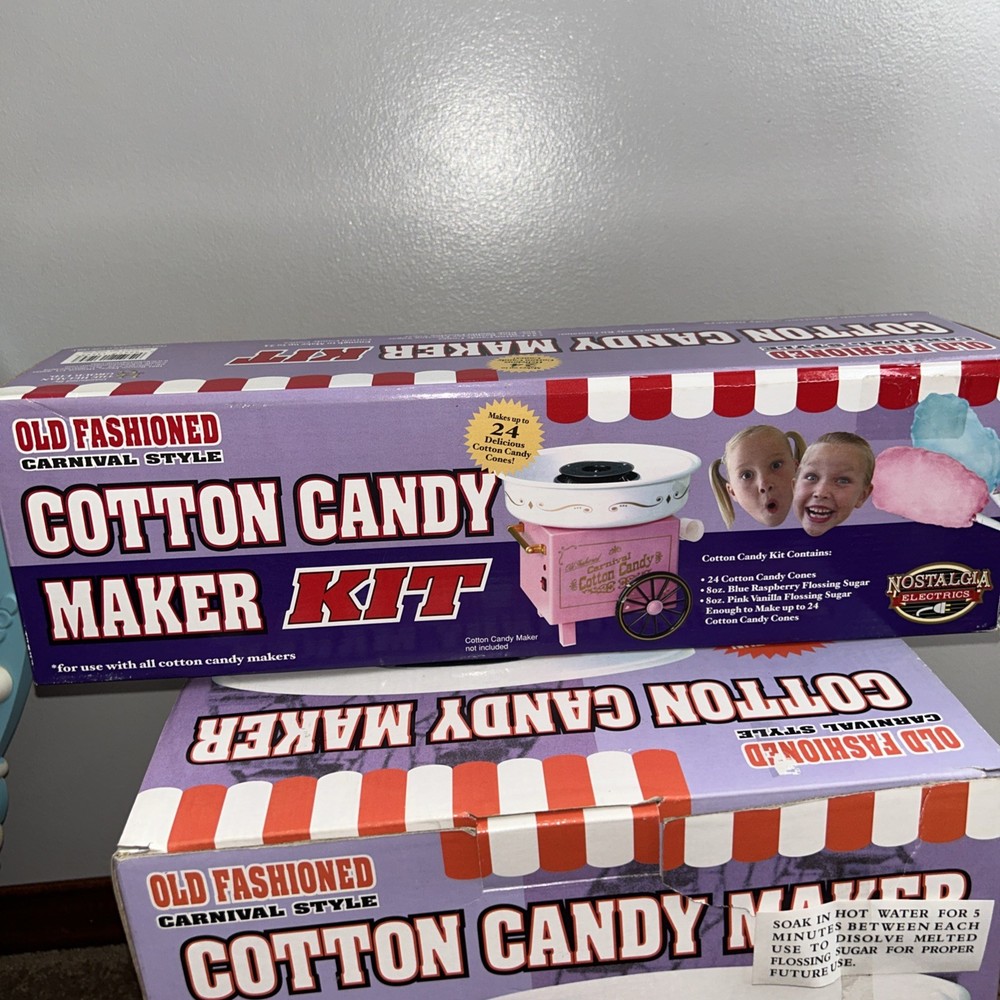 COTTON CANDY MAKER KIT
OLD FASHIONED
OLD FASHIONED
CARNIVAL STYLE
COTTON CANDY
MAKER KIT
*for use with all cotton candy makers
Makes up to
24
Delicious
Cotton Candy
Cones!
Carnival
Cotton Candy
Cotton Candy Maker
not included
Cotton Candy Kit Contains:
• 24 Cotton Candy Cones
• 8oz. Blue Raspberry Flossing Sugar
• 8oz. Pink Vanilla Flossing Sugar
Enough to Make up to 24
Cotton Candy Cones
NOSTALGIA
ELECTRICS
COTTON CANDY MAKER
OLD FASHIONED
CARNIVAL STYLE
OLD FASHIONED
CARNIVAL STYLE
COTTON CANDY MAKER
SOAK IN HOT WATER FOR 5
MINUTES BETWEEN EACH
USE TO DISOLVE MELTED
FLOSSING SUGAR FOR PROPER
FUTURE USE.